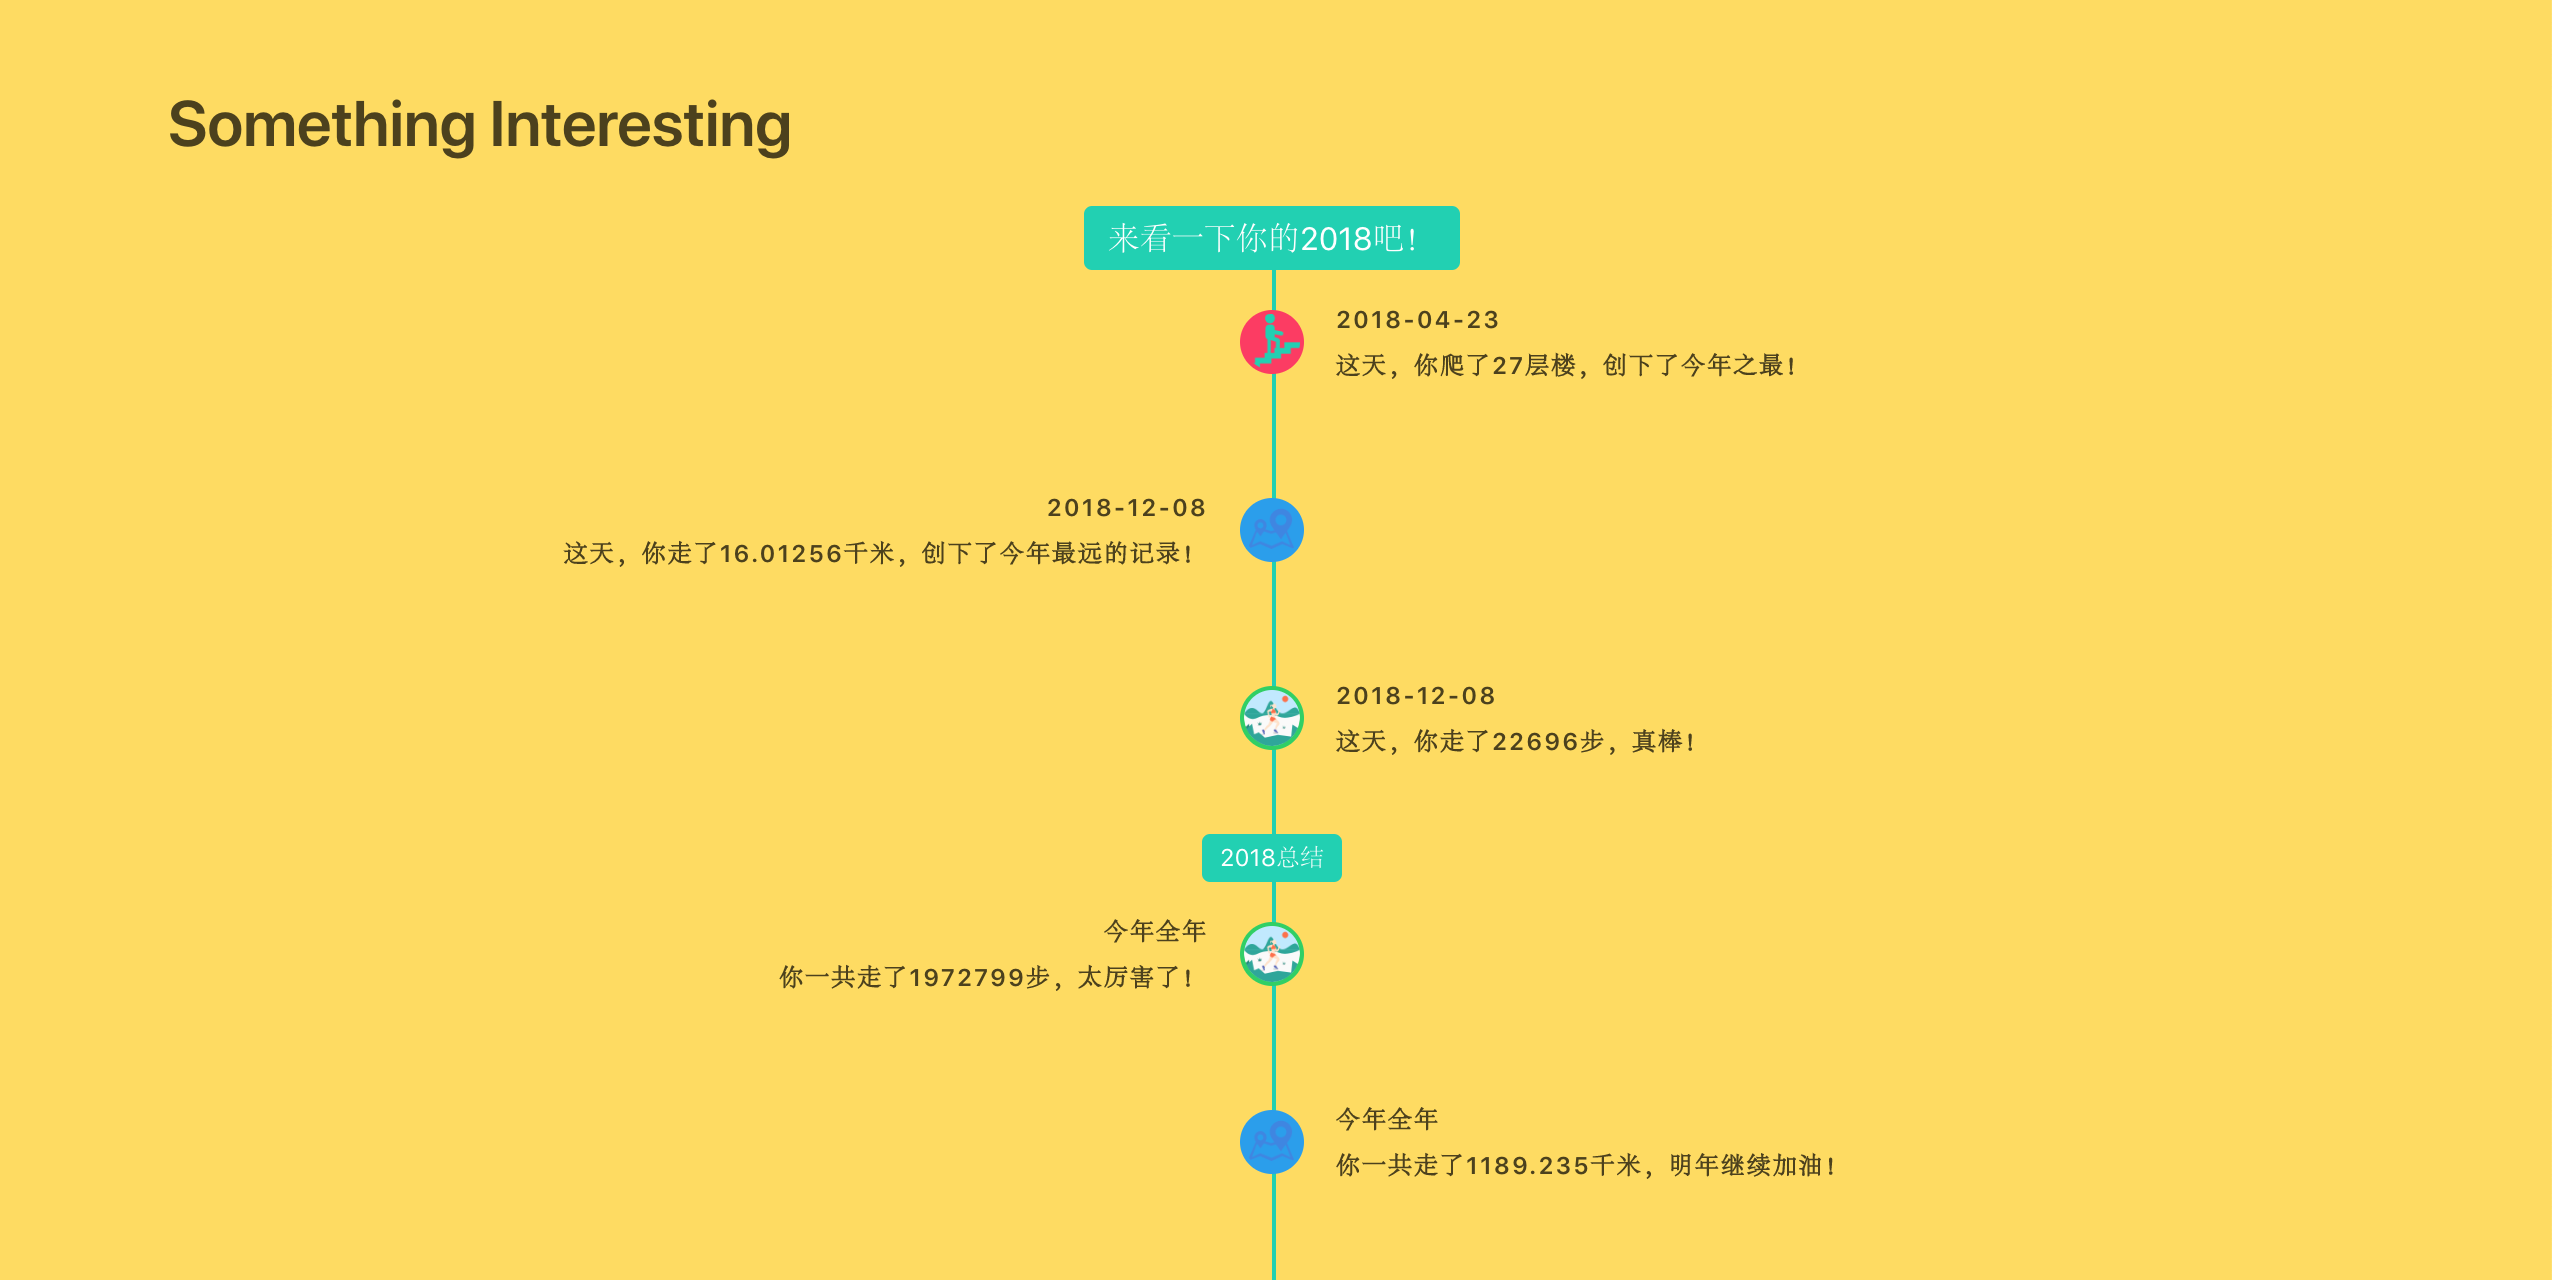 Something Interesting
来看一下你的2018吧！
2018-04-23
这天，你爬了27层楼，创下了今年之最！
2018-12-08
这天，你走了16.01256千米，创下了今年最远的记录！
2018-12-08
这天，你走了22696步，真棒！
2018总结
今年全年
你一共走了1972799步，太厉害了！
今年全年
你一共走了1189.235千米，明年继续加油！